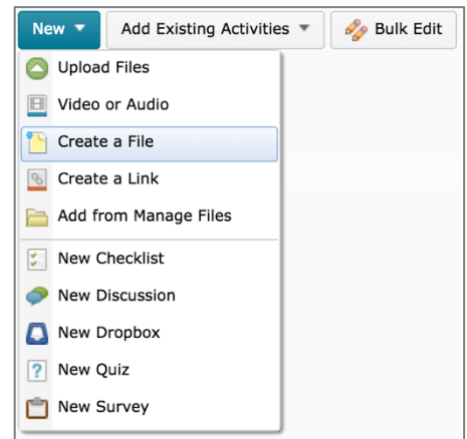 New Add Existing Activities Bulk Edit
Upload Files
Video or Audio
Create a File
Create a Link
Add from Manage Files
New Checklist
New Discussion
New Dropbox
New Quiz
New Survey